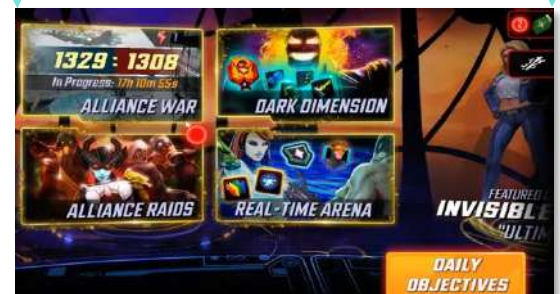 1329 : 1308
In Progress: 17h 10m 55s
ALLIANCE WAR
DARK DIMENSION
ALLIANCE RAIDS
REAL-TIME ARENA
FEATURED
INVISIBLE
"ULTIM
DAILY
OBJECTIVES